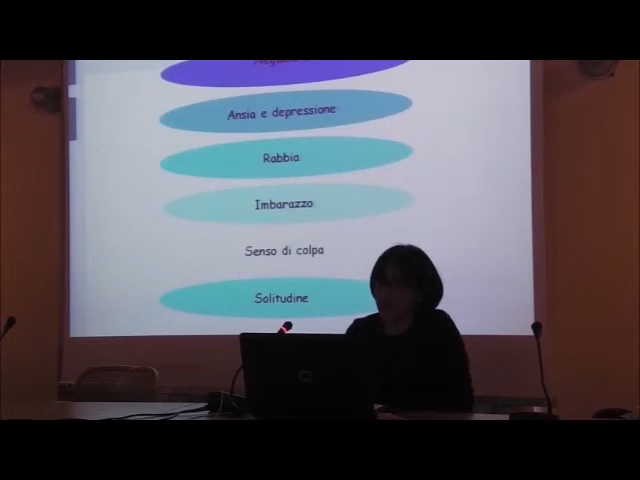 Ansia e depressione
Rabbia
Imbarazzo
Senso di colpa
Solitudine